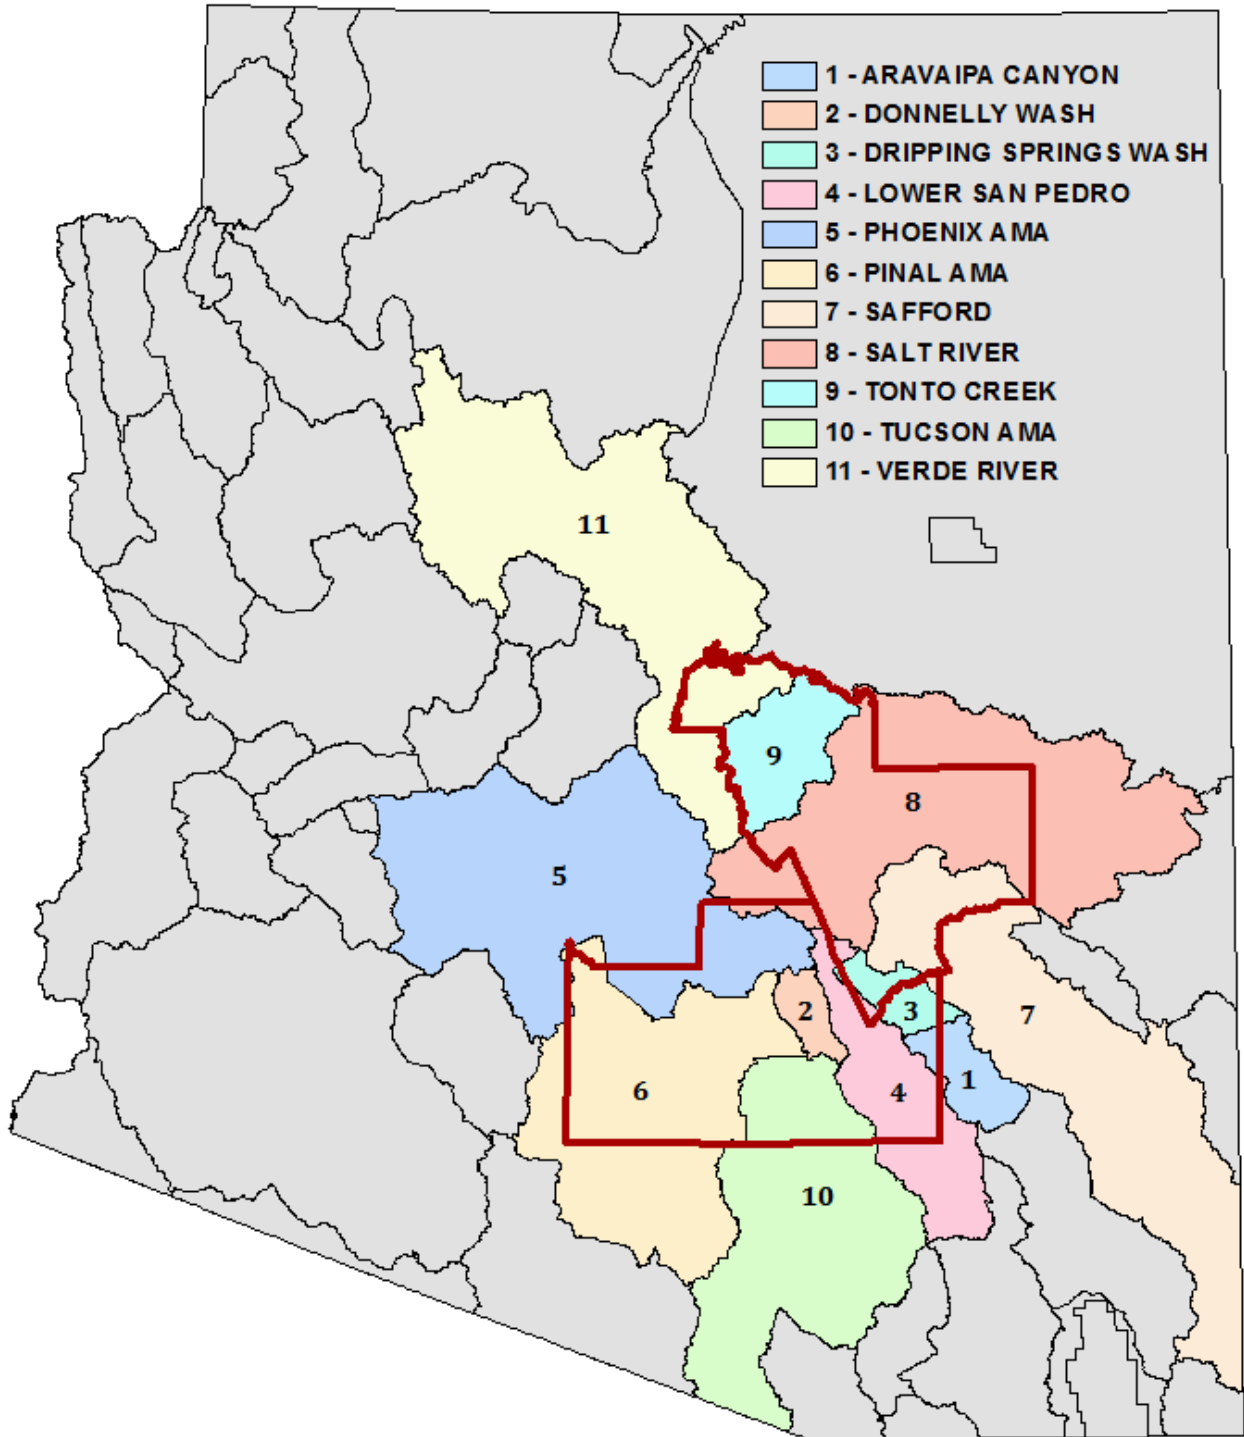 1 - ARAVAIPA CANYON
2 - DONNELLY WASH
3 - DRIPPING SPRINGS WASH
4 - LOWER SAN PEDRO
5 - PHOENIX AMA
6 - PINAL AMA
7 - SAFFORD
8 - SALT RIVER
9 - TONTO CREEK
10 - TUCSON AMA
11 - VERDE RIVER
11
9
8
5
2
3
7
6
4
1
10